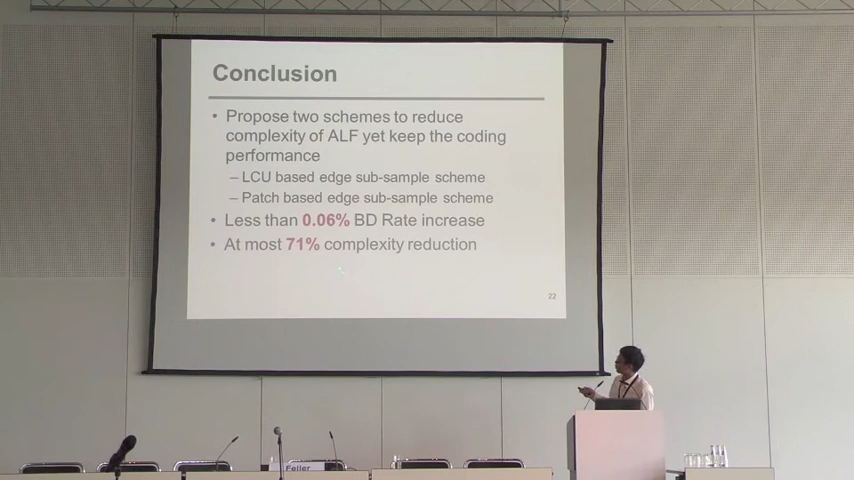 Conclusion
• Propose two schemes to reduce
complexity of ALF yet keep the coding
performance
– LCU based edge sub-sample scheme
– Patch based edge sub-sample scheme
• Less than 0.06% BD Rate increase
• At most 71% complexity reduction
22
Feller